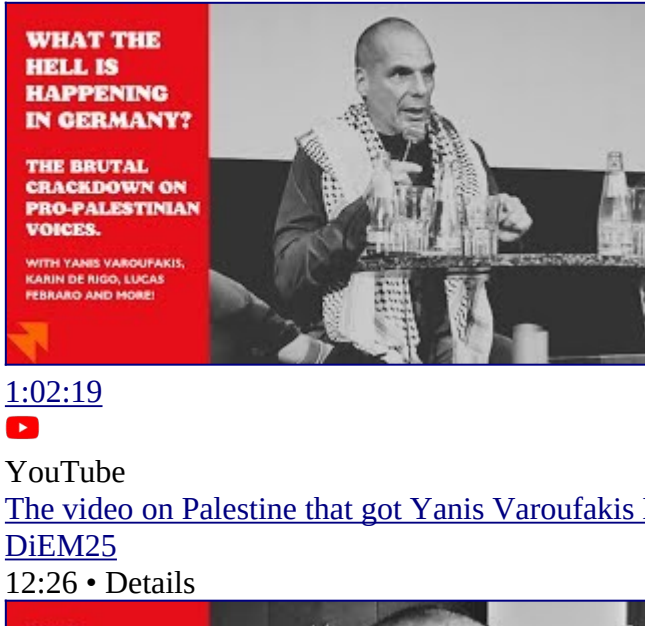 WHAT THE
HELL IS
HAPPENING
IN GERMANY?
THE BRUTAL
CRACKDOWN ON
PRO-PALESTINIAN
VOICES.
WITH YANIS VAROUFAKIS,
KARIN DE RIGO, LUCAS
FEBRARO AND MORE!
1:02:19
YouTube
The video on Palestine that got Yanis Varoufakis
DiEM25
12:26 • Details